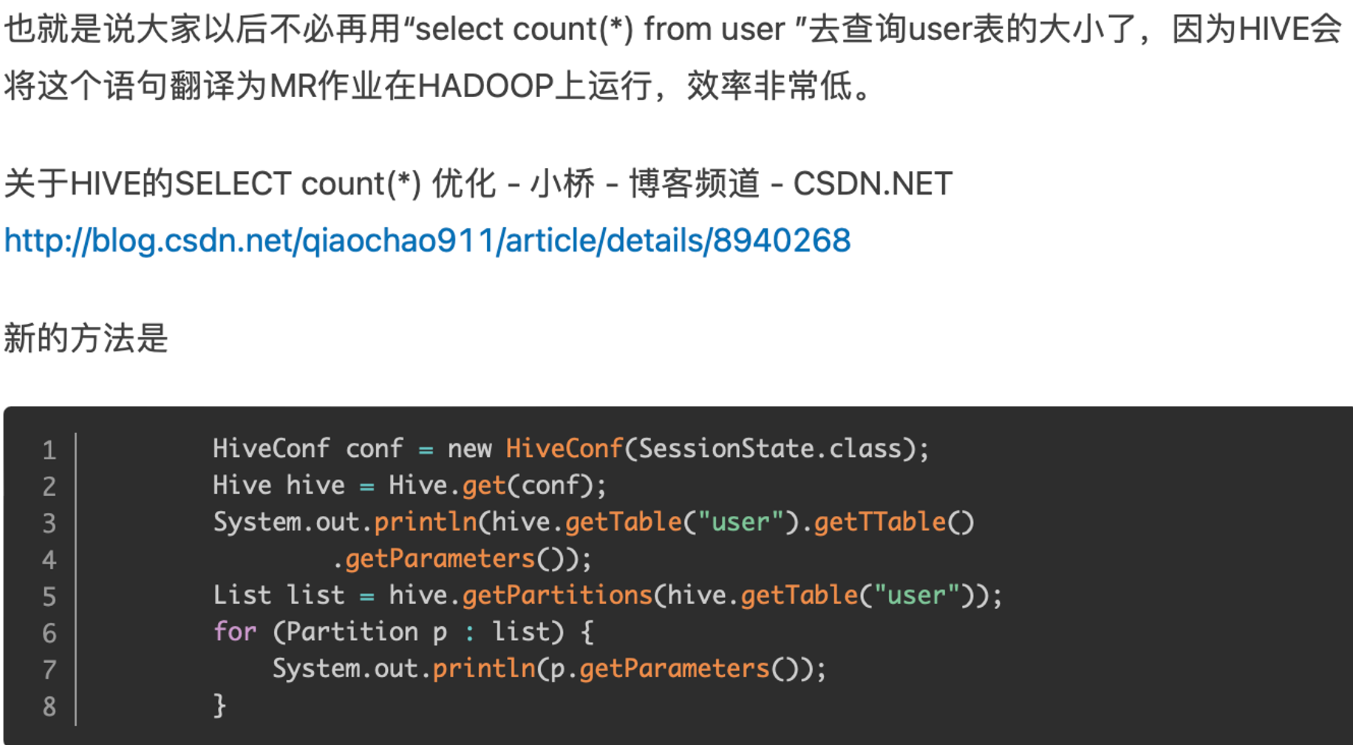 也就是说大家以后不必再用“select count(*) from user ”去查询user表的大小了，因为HIVE会
将这个语句翻译为MR作业在HADOOP上运行，效率非常低。
关于HIVE的SELECT count(*) 优化 - 小桥 - 博客频道 - CSDN.NET
http://blog.csdn.net/qiaochao911/article/details/8940268
新的方法是
1 HiveConf conf = new HiveConf(SessionState.class);
2 Hive hive = Hive.get(conf);
3 System.out.println(hive.getTable("user").getTTable()
4 .getParameters());
5 List list = hive.getPartitions(hive.getTable("user"));
6 for (Partition p : list) {
7 System.out.println(p.getParameters());
8 }